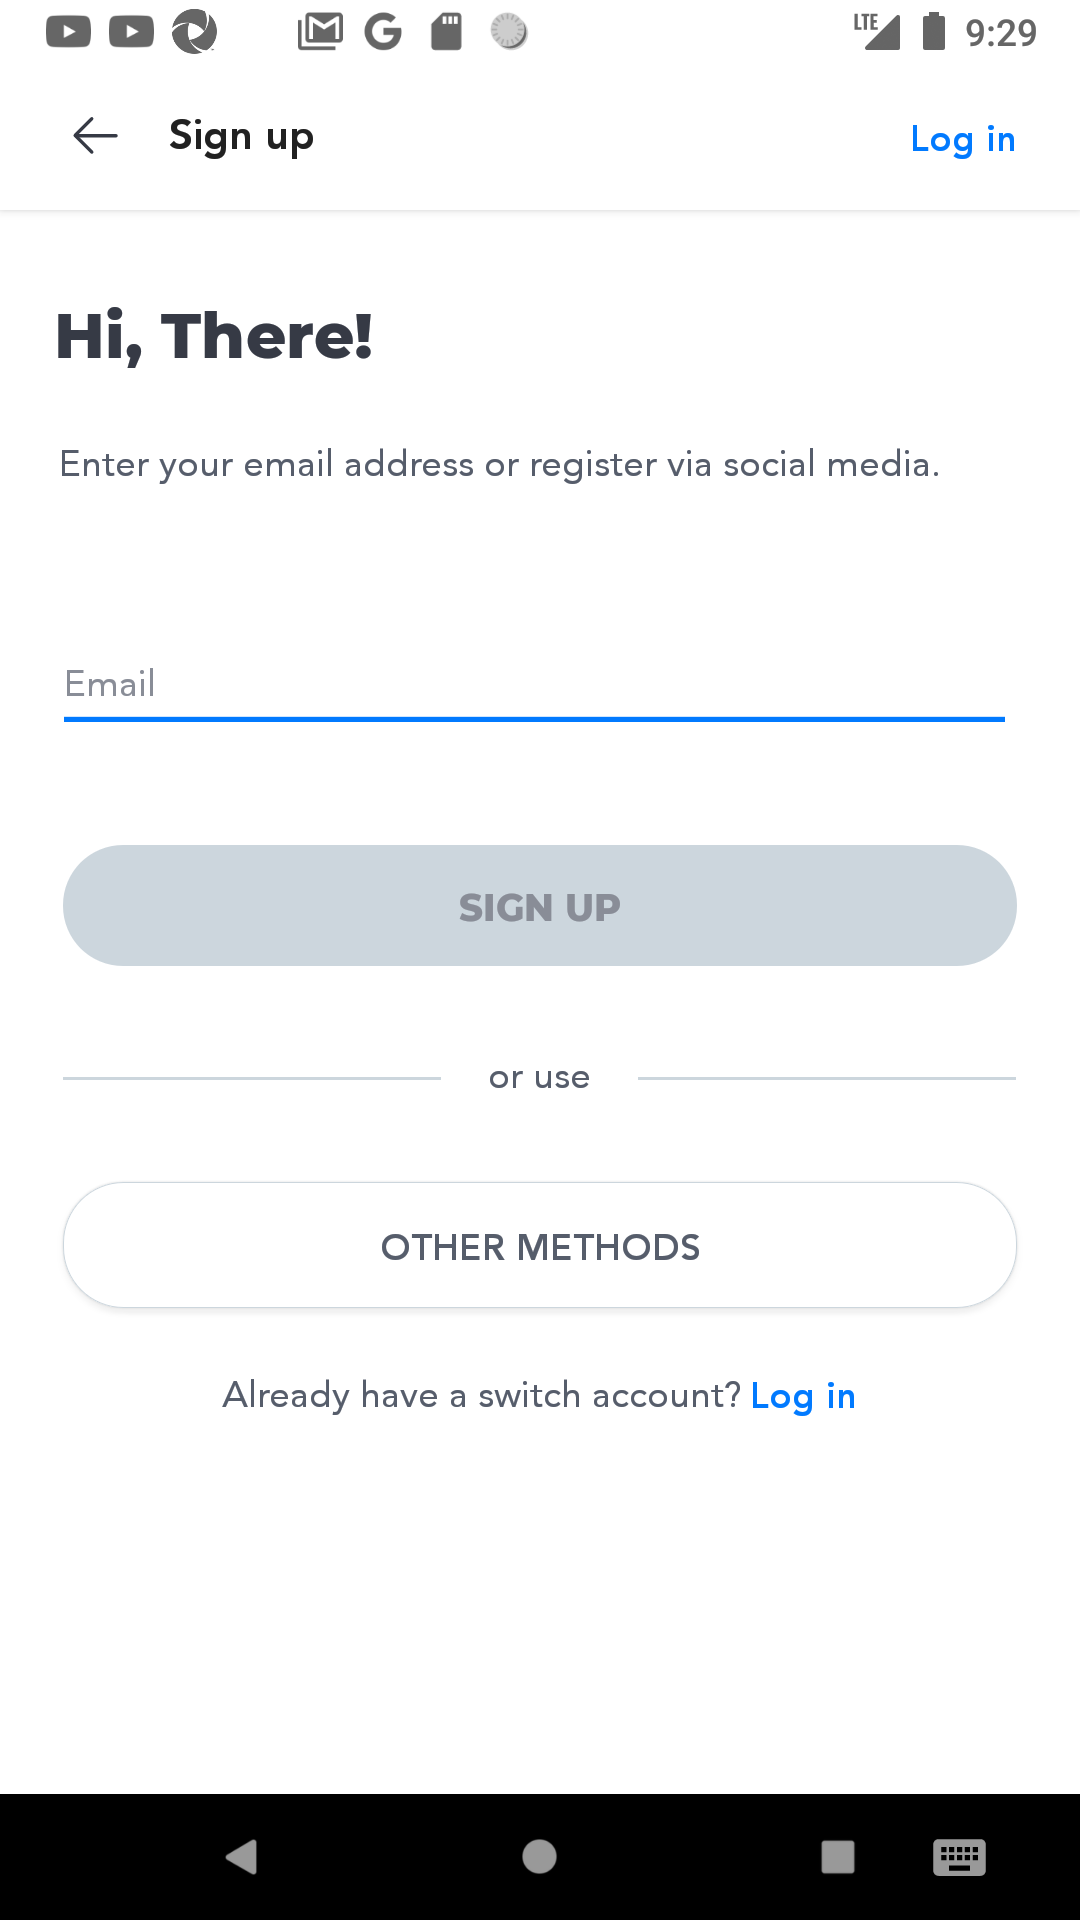 LTE 9:29
Sign up Log in
Hi, There!
Enter your email address or register via social media.
Email
SIGN UP
or use
OTHER METHODS
Already have a switch account? Log in